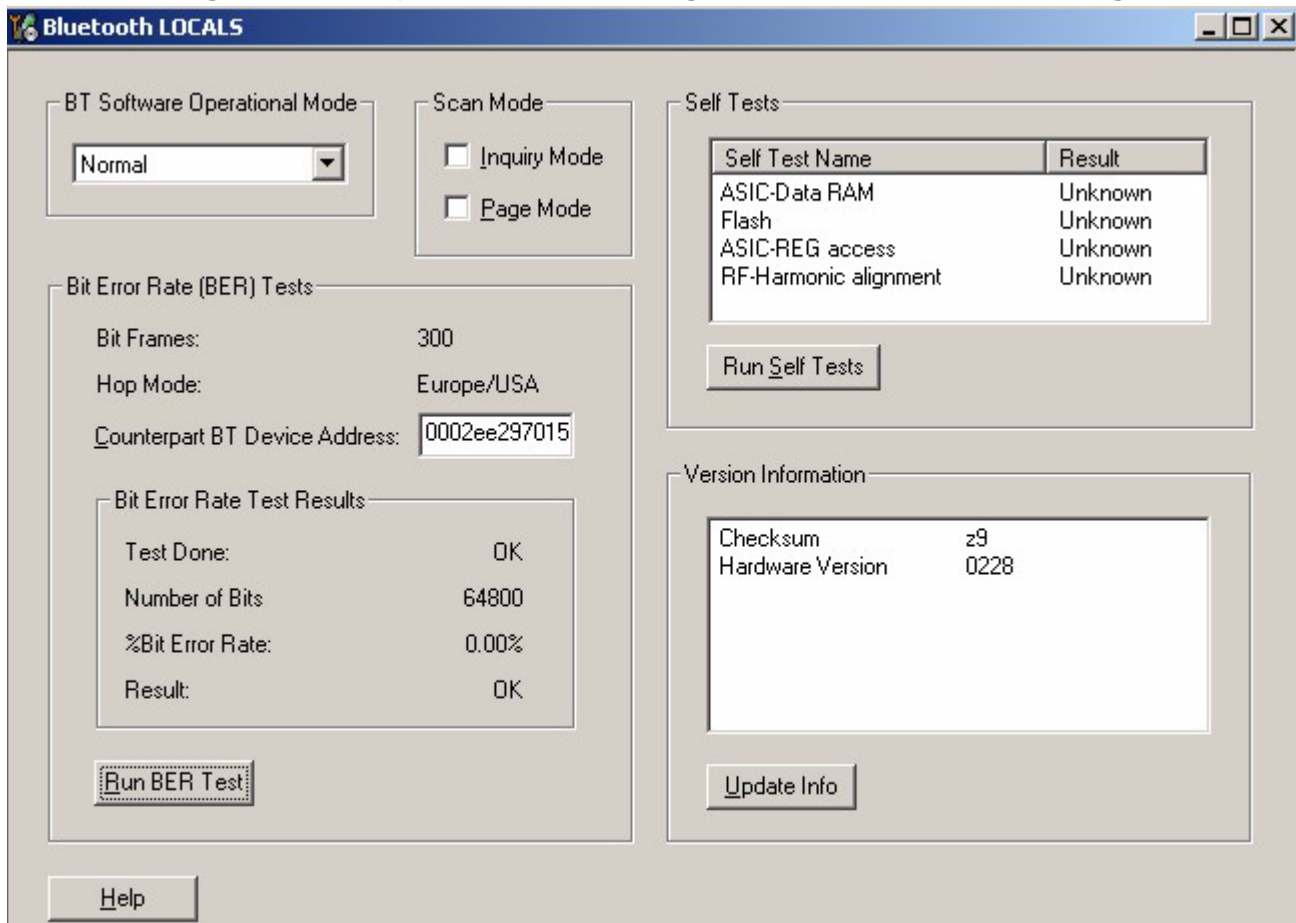 Bluetooth LOCALS
BT Software Operational Mode
Normal
Scan Mode
Inquiry Mode
Page Mode
Bit Error Rate (BER) Tests
Bit Frames: 300
Hop Mode: Europe/USA
Counterpart BT Device Address: 0002ee297015
Bit Error Rate Test Results
Test Done: OK
Number of Bits 64800
%Bit Error Rate: 0.00%
Result: OK
Run BER Test
Help
Self Tests
Self Test Name Result
ASIC-Data RAM Unknown
Flash Unknown
ASIC-REG access Unknown
RF-Harmonic alignment Unknown
Run Self Tests
Version Information
Checksum z9
Hardware Version 0228
Update Info